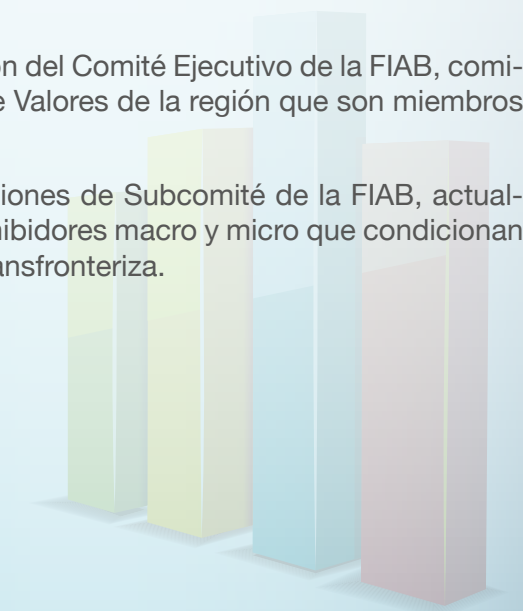 ón del Comité Ejecutivo de la FIAB, comi-
e Valores de la región que son miembros
iones de Subcomité de la FIAB, actual-
hibidores macro y micro que condicionan
ansfronteriza.